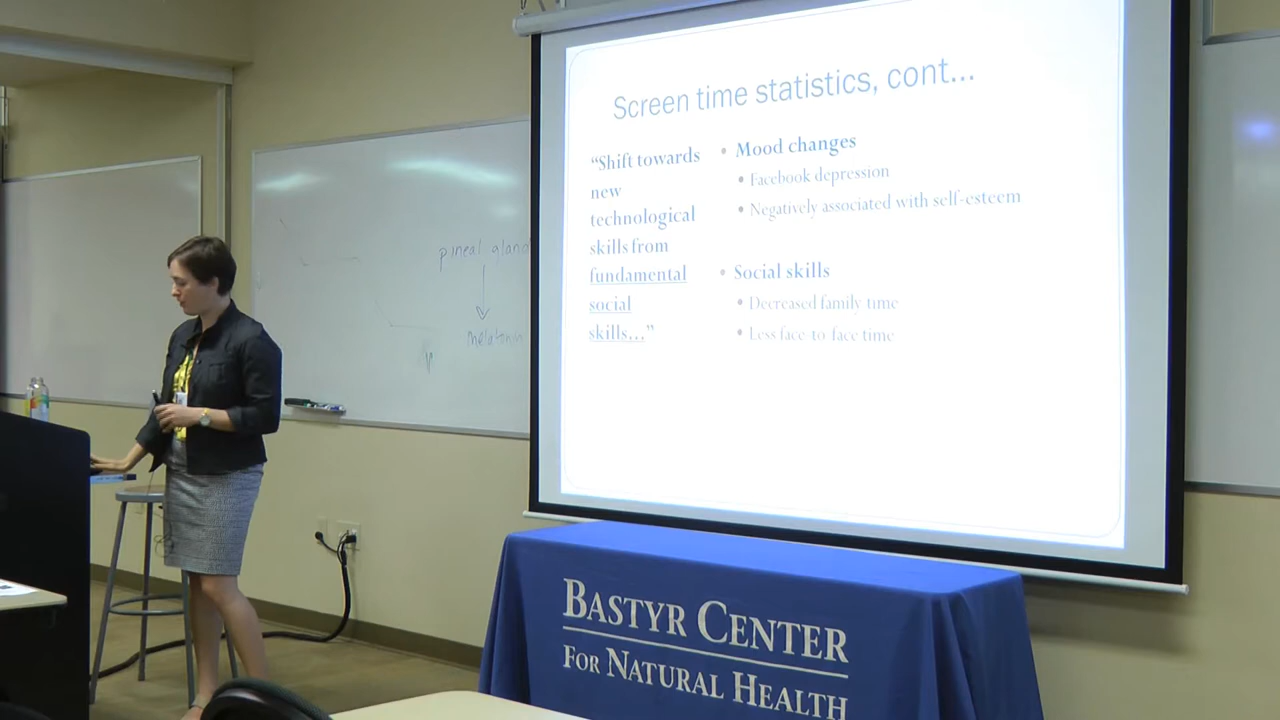 Screen time statistics, cont...
“Shift towards
new
technological
skills from
fundamental
social
skills...”
• Mood changes
• Facebook depression
• Negatively associated with self-esteem
• Social skills
• Decreased family time
• Less face to face time
pineal gland
melatonin
BASTYR CENTER
FOR NATURAL HEALTH